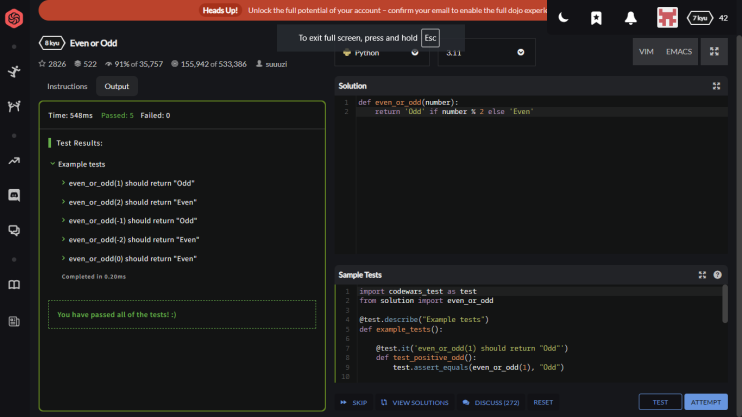 Heads Up! Unlock the full potential of your account – confirm your email to enable the full dojo experie
To exit full screen, press and hold Esc
7 kyu 42
8 kyu Even or Odd
2826 522 91% of 35,757 155,942 of 533,386 suuuzi
Python 3.11
VIM EMACS
Instructions Output
Time: 548ms Passed: 5 Failed: 0
Test Results:
Example tests
even_or_odd(1) should return "Odd"
even_or_odd(2) should return "Even"
even_or_odd(-1) should return "Odd"
even_or_odd(-2) should return "Even"
even_or_odd(0) should return "Even"
Completed in 0.20ms
You have passed all of the tests! :)
Solution
1 def even_or_odd(number):
2 return 'Odd' if number % 2 else 'Even'
Sample Tests
1 import codewars_test as test
2 from solution import even_or_odd
3
4 @test.describe("Example tests")
5 def example_tests():
6
7 @test.it('even_or_odd(1) should return "Odd"')
8 def test_positive_odd():
9 test.assert_equals(even_or_odd(1), "Odd")
10
SKIP VIEW SOLUTIONS DISCUSS (272) RESET TEST ATTEMPT